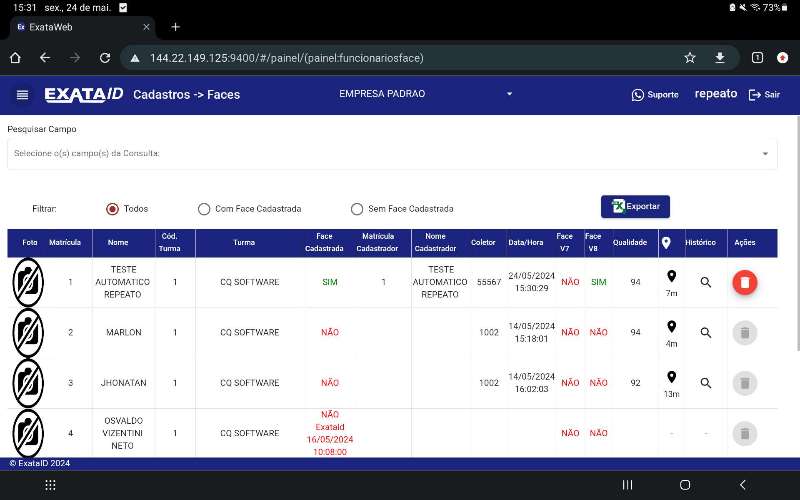 15:31 sex., 24 de mai.
73%
ExataWeb
144.22.149.125:9400/#/painel/(painel:funcionariosface)
1
EXATAID
Cadastros -> Faces
EMPRESA PADRAO
Suporte
repeato
Sair
Pesquisar Campo
Selecione o(s) campo(s) da Consulta:
Filtrar:
Todos
Com Face Cadastrada
Sem Face Cadastrada
Exportar
Foto
Matrícula
Nome
Cód. Turma
Turma
Face Cadastrada
Matrícula Cadastrador
Nome Cadastrador
Coletor
Data/Hora
Face V7
Face V8
Qualidade
Histórico
Ações
1
TESTE AUTOMATICO REPEATO
1
CQ SOFTWARE
SIM
1
TESTE AUTOMATICO REPEATO
55567
24/05/2024 15:30:29
NÃO
SIM
94
7m
2
MARLON
1
CQ SOFTWARE
NÃO
1002
14/05/2024 15:18:01
NÃO
NÃO
94
4m
3
JHONATAN
1
CQ SOFTWARE
NÃO
1002
14/05/2024 16:02:03
NÃO
NÃO
92
13m
4
OSVALDO VIZENTINI NETO
1
CQ SOFTWARE
NÃO
ExataId
16/05/2024
10:08:00
NÃO
NÃO
-
-
© ExataID 2024